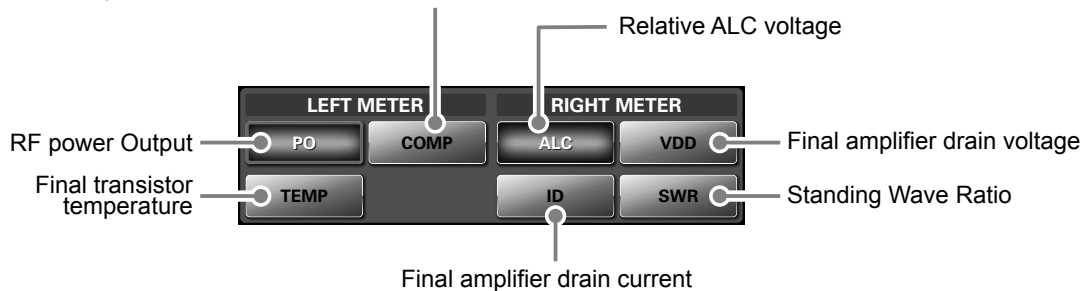 Relative ALC voltage
LEFT METER
RIGHT METER
RF power Output
PO
COMP
ALC
VDD
Final amplifier drain voltage
Final transistor
temperature
TEMP
ID
SWR
Standing Wave Ratio
Final amplifier drain current